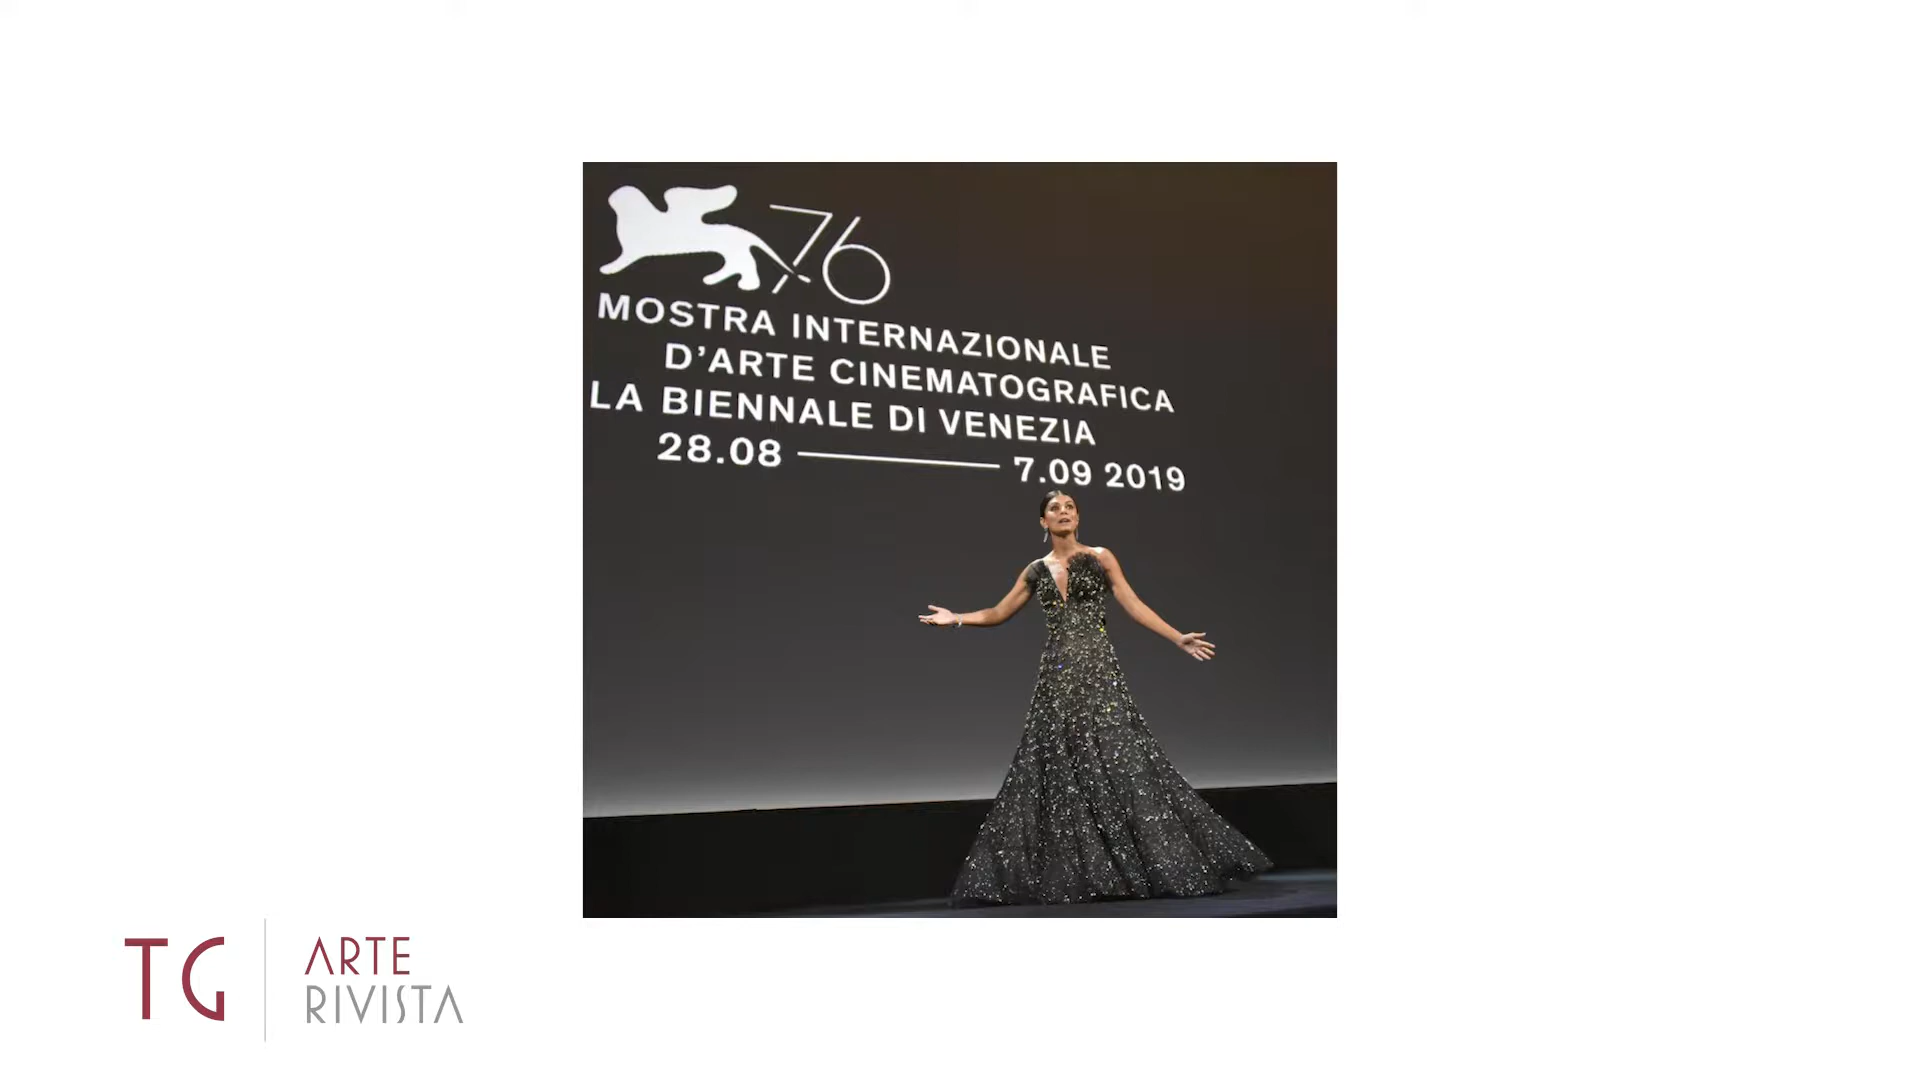 76
MOSTRA INTERNAZIONALE
D'ARTE CINEMATOGRAFICA
LA BIENNALE DI VENEZIA
28.08 — 7.09 2019
TG
ARTE
RIVISTA